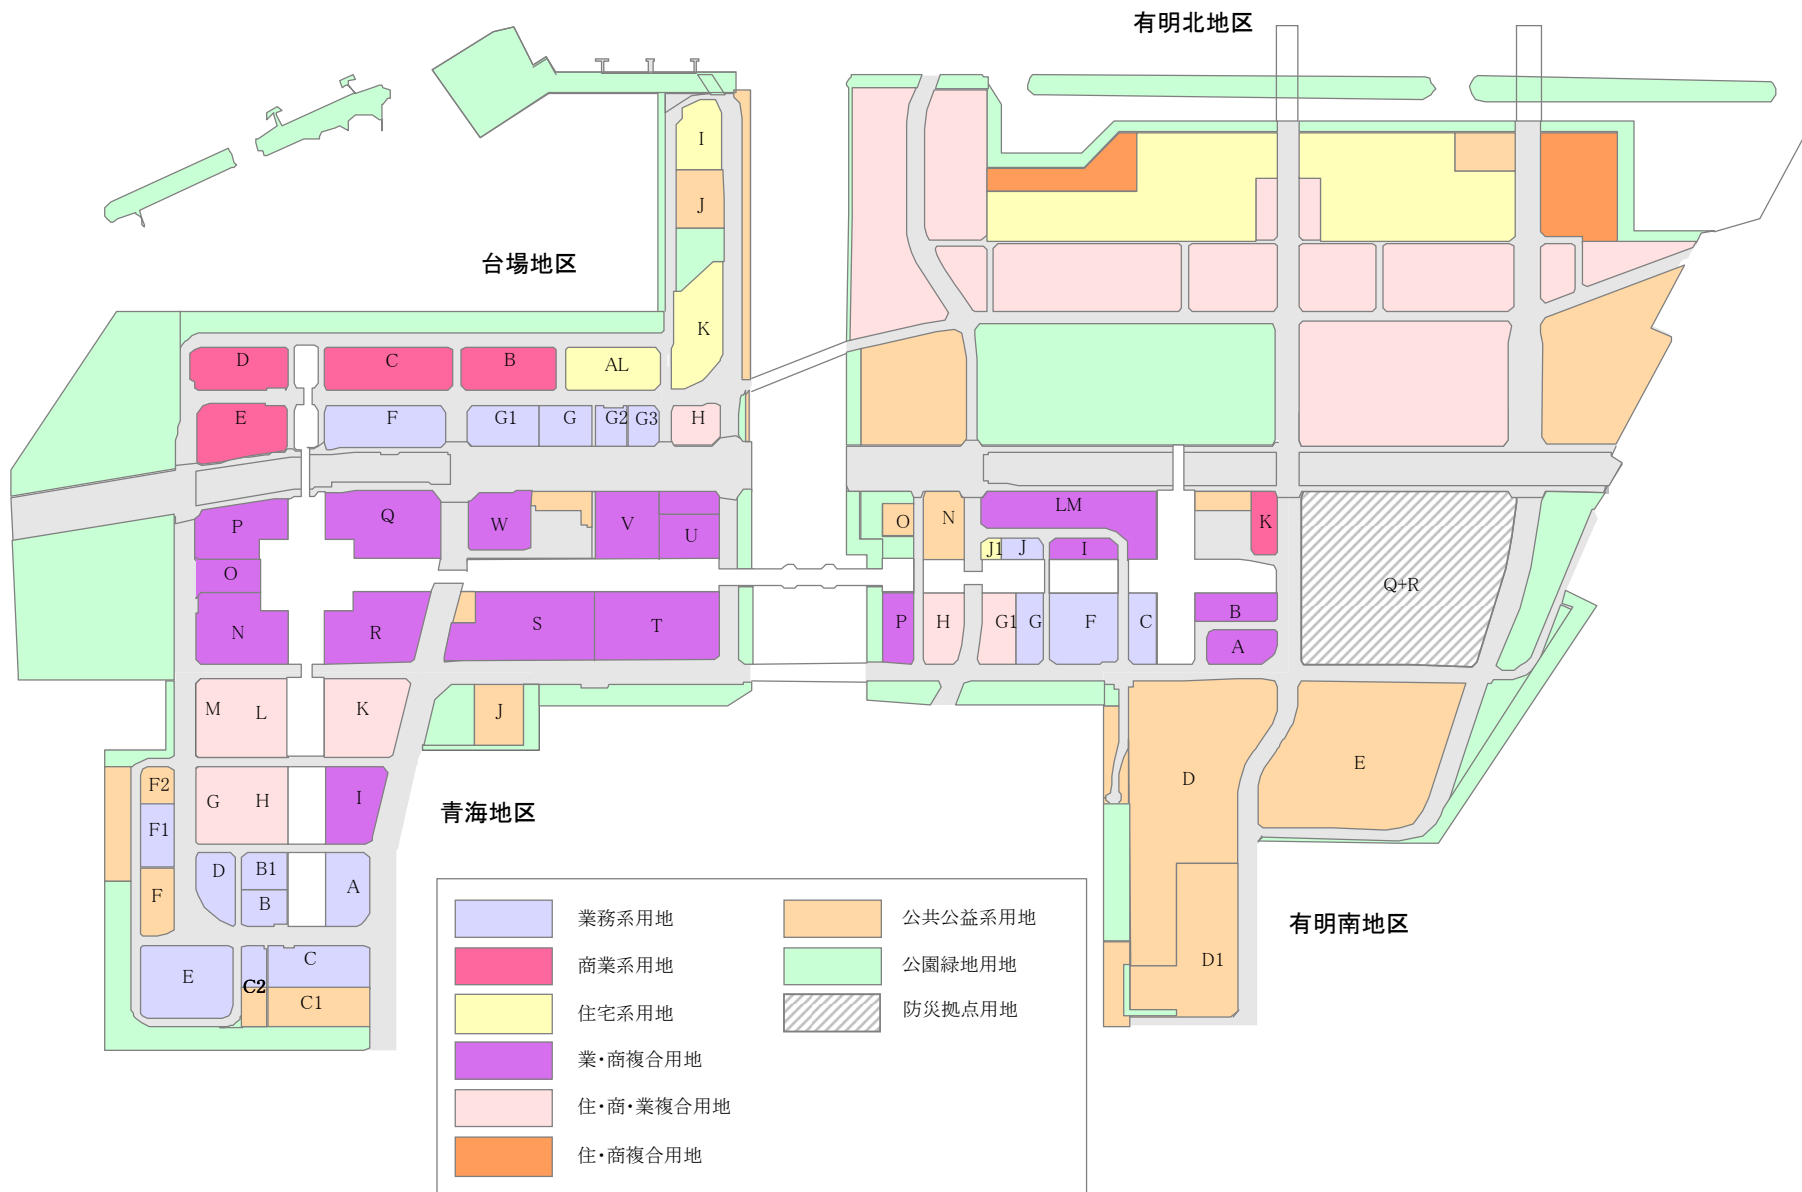 有明北地区
I
J
台場地区
K
D
C
B
AL
E
F
G1
G
G2
G3
H
P
Q
W
V
U
O
N
LM
K
J1
J
I
Q+R
O
N
R
S
T
P
H
G1
G
F
C
B
A
M
L
K
J
D
E
F2
G
H
I
F1
青海地区
D
B1
B
A
F
E
C2
C
C1
D1
有明南地区
業務系用地
公共公益系用地
商業系用地
公園緑地用地
住宅系用地
防災拠点用地
業・商複合用地
住・商・業複合用地
住・商複合用地